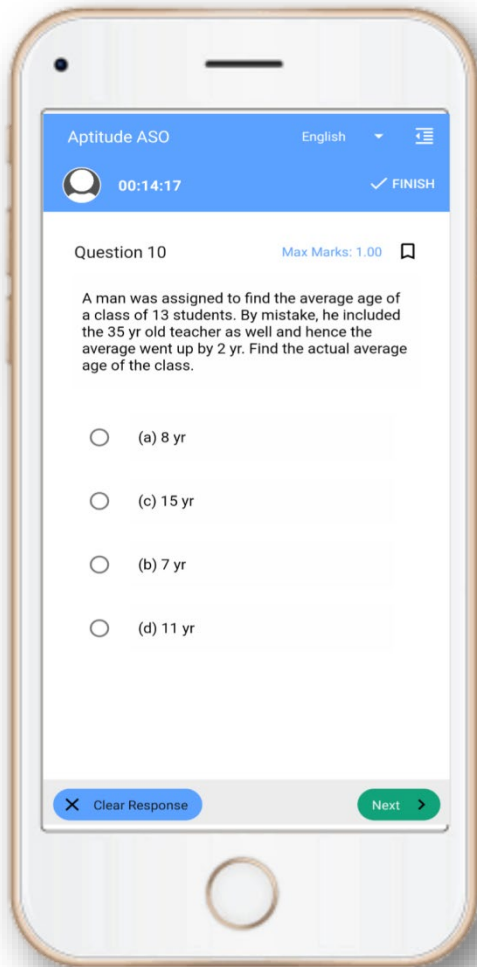 Aptitude ASO English
00:14:17 FINISH
Question 10 Max Marks: 1.00
A man was assigned to find the average age of
a class of 13 students. By mistake, he included
the 35 yr old teacher as well and hence the
average went up by 2 yr. Find the actual average
age of the class.
(a) 8 yr
(c) 15 yr
(b) 7 yr
(d) 11 yr
Clear Response Next